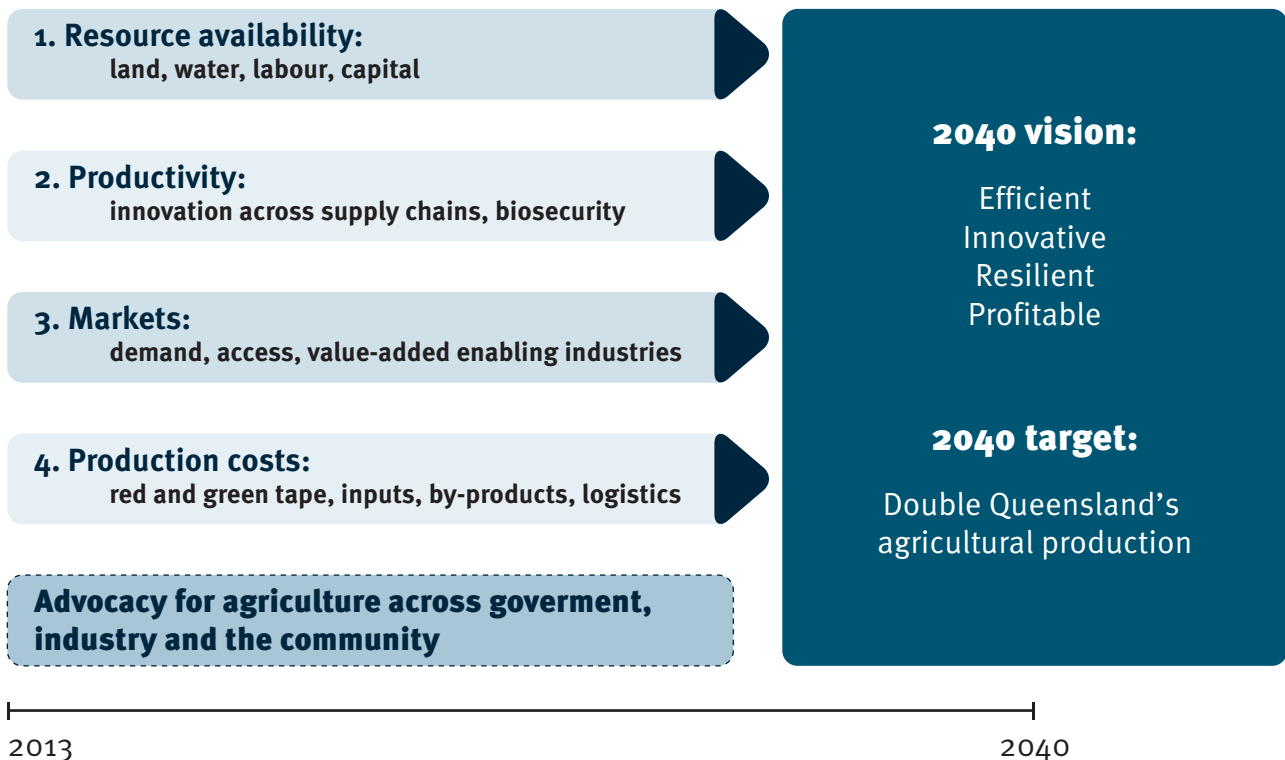 1. Resource availability:
land, water, labour, capital
2. Productivity:
innovation across supply chains, biosecurity
3. Markets:
demand, access, value-added enabling industries
4. Production costs:
red and green tape, inputs, by-products, logistics
Advocacy for agriculture across goverment,
industry and the community
2040 vision:
Efficient
Innovative
Resilient
Profitable
2040 target:
Double Queensland’s
agricultural production
2013
2040